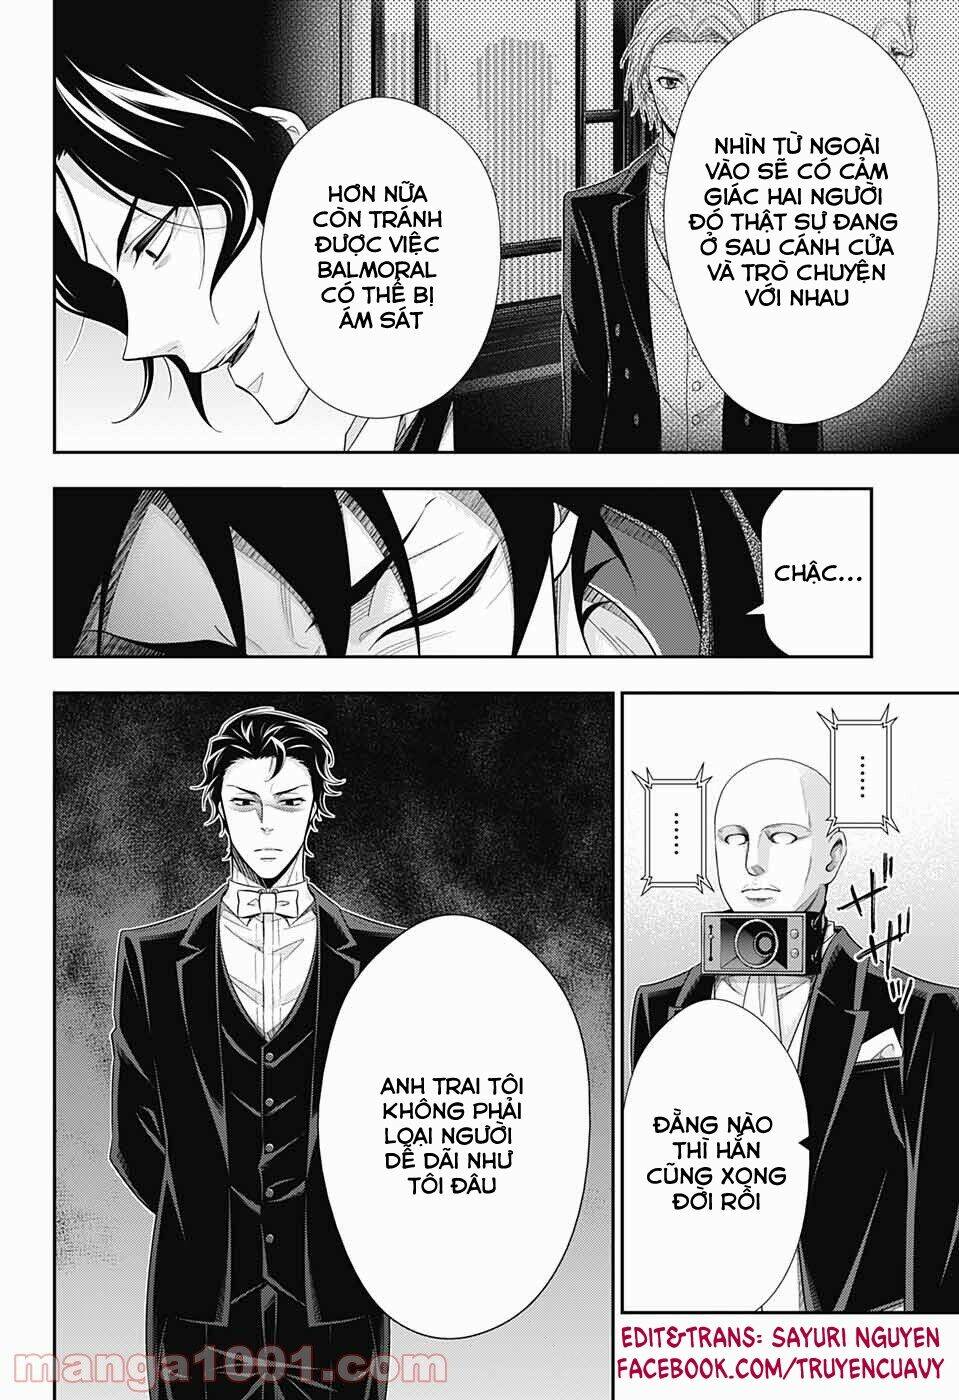 NHÌN TỪ NGOÀI
VÀO SẼ CÓ CẢM
GIÁC HAI NGƯỜI
ĐÓ THẬT SỰ ĐANG
Ở SAU CÁNH CỬA
VÀ TRÒ CHUYỆN
VỚI NHAU
HƠN NỮA
CÒN TRÁNH
ĐƯỢC VIỆC
BALMORAL
CÓ THỂ BỊ
ÁM SÁT
CHẬC...
......
......
ĐẰNG NÀO
THÌ HẮN
CŨNG XONG
ĐỜI RỒI
ANH TRAI TÔI
KHÔNG PHẢI
LOẠI NGƯỜI
DỄ DÃI NHƯ
TÔI ĐÂU
EDIT&TRANS: SAYURI NGUYEN
FACEBOOK.COM/TRUYENCUAVY
manga1001.com